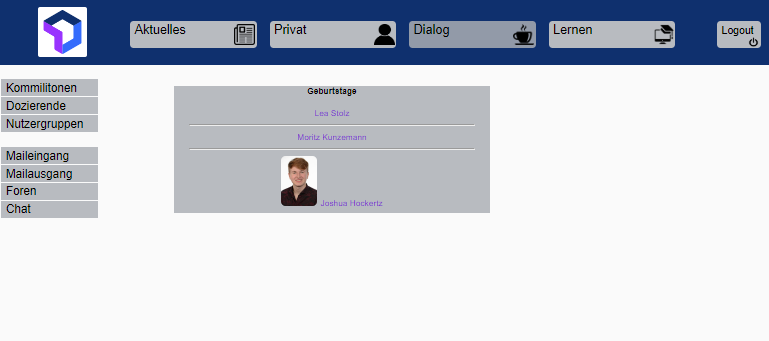 Aktuelles
Privat
Dialog
Lernen
Logout
Kommilitonen
Dozierende
Nutzergruppen
Maileingang
Mailausgang
Foren
Chat
Geburtstage
Lea Stolz
Moritz Kunzemann
Joshua Hockertz